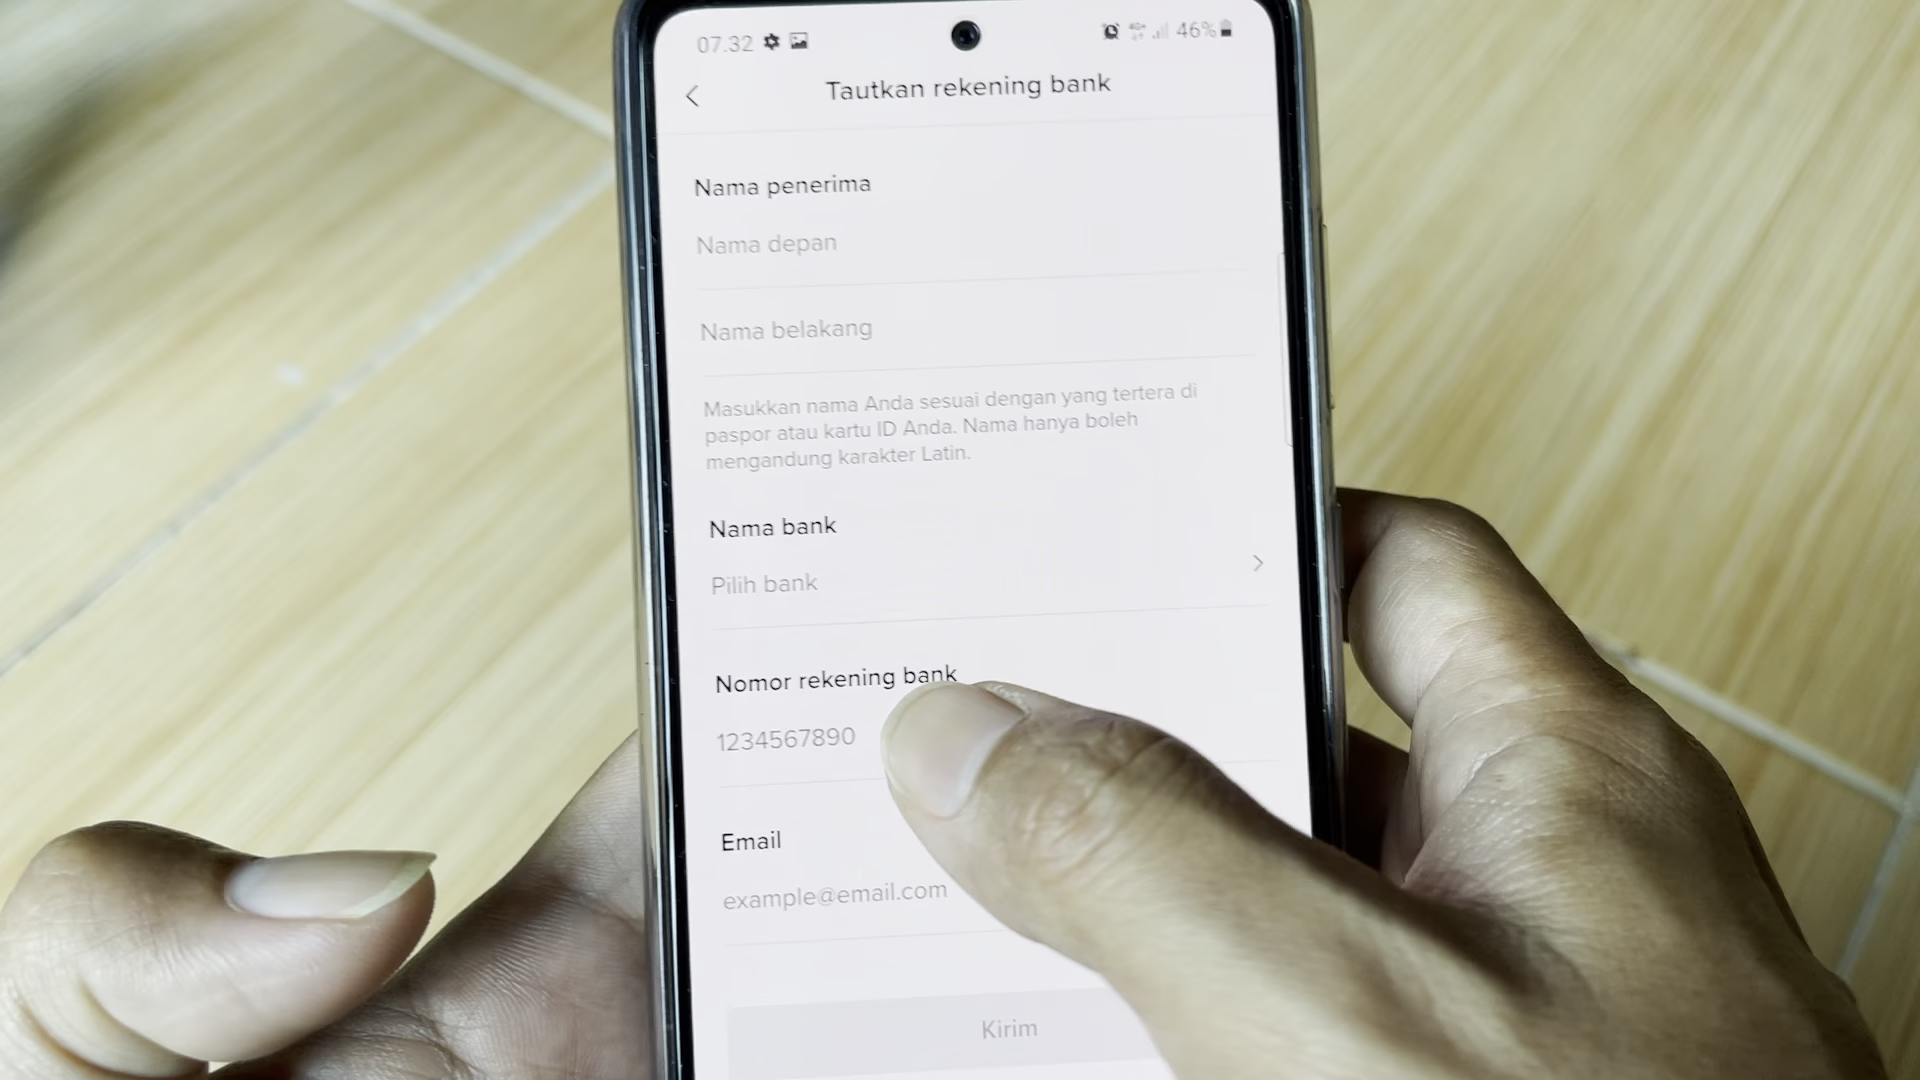 07.32 46%
Tautkan rekening bank
Nama penerima
Nama depan
Nama belakang
Masukkan nama Anda sesuai dengan yang tertera di
paspor atau kartu ID Anda. Nama hanya boleh
mengandung karakter Latin.
Nama bank
Pilih bank
Nomor rekening bank
1234567890
Email
example@email.com
Kirim